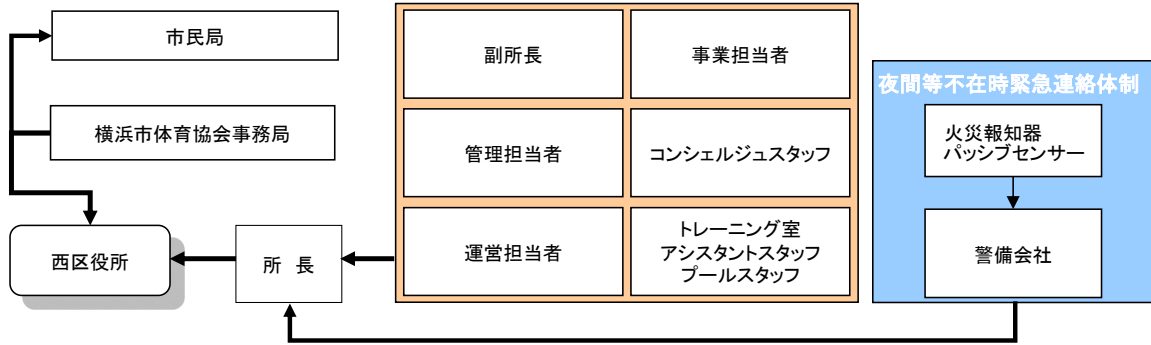 市民局
横浜市体育協会事務局
西区役所
所 長
副所長
事業担当者
管理担当者
コンシェルジュスタッフ
運営担当者
トレーニング室
アシスタントスタッフ
プールスタッフ
夜間等不在時緊急連絡体制
火災報知器
パッシブセンサー
警備会社